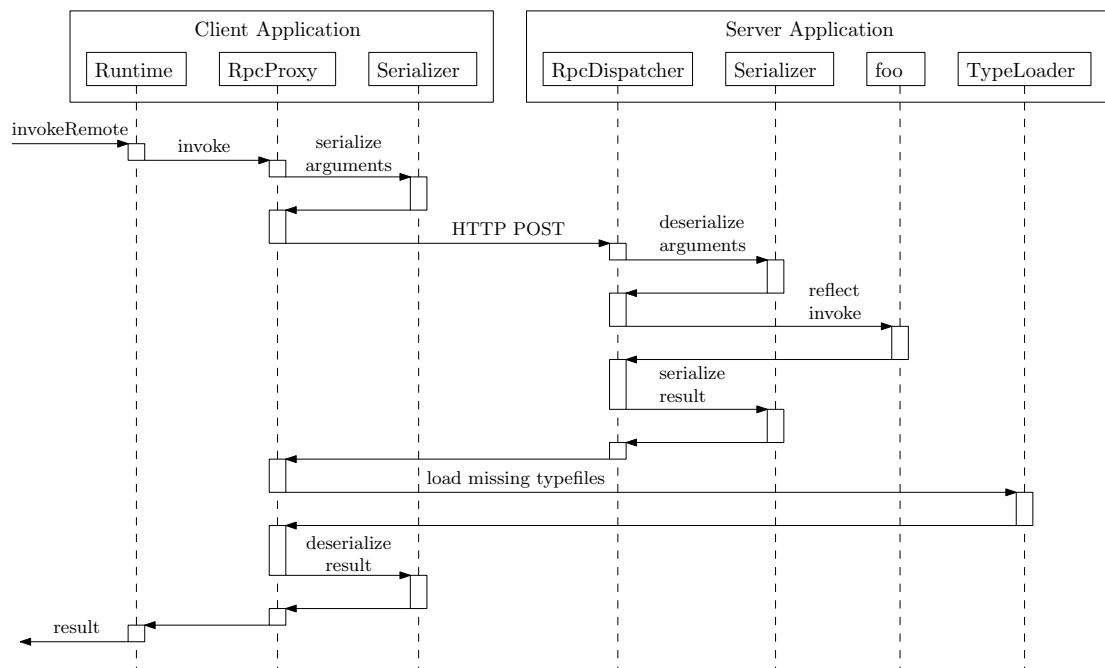 Client Application
Server Application
Runtime
RpcProxy
Serializer
RpcDispatcher
Serializer
foo
TypeLoader
invokeRemote
invoke
serialize
arguments
HTTP POST
deserialize
arguments
reflect
invoke
serialize
result
load missing typefiles
deserialize
result
result